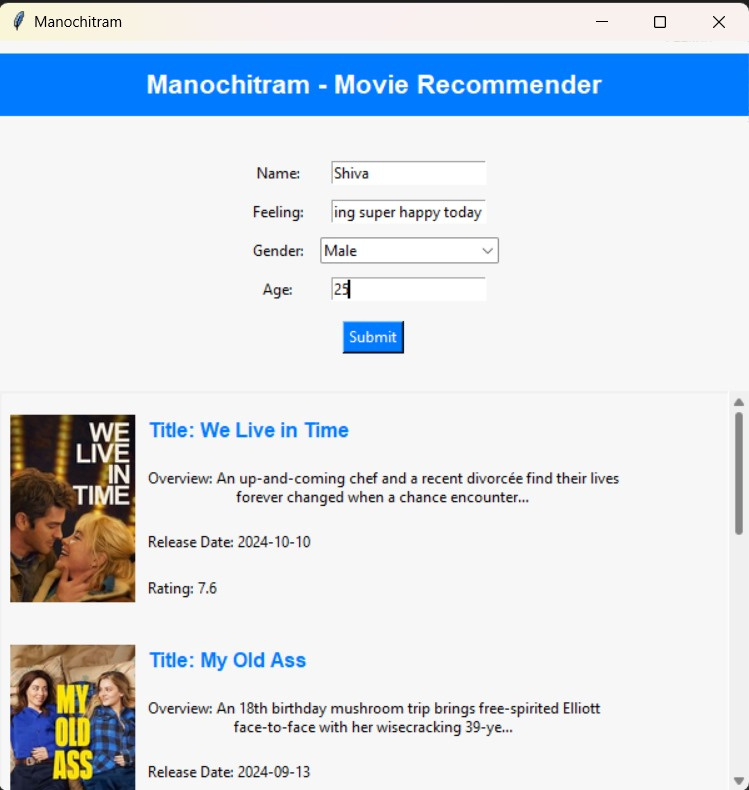 Manochitram
Manochitram - Movie Recommender
Name: Shiva
Feeling: ing super happy today
Gender: Male
Age: 25
Submit
WE
LIVE
IN
TIME
Title: We Live in Time
Overview: An up-and-coming chef and a recent divorcée find their lives
forever changed when a chance encounter...
Release Date: 2024-10-10
Rating: 7.6
MY
OLD
ASS
Title: My Old Ass
Overview: An 18th birthday mushroom trip brings free-spirited Elliott
face-to-face with her wisecracking 39-ye...
Release Date: 2024-09-13